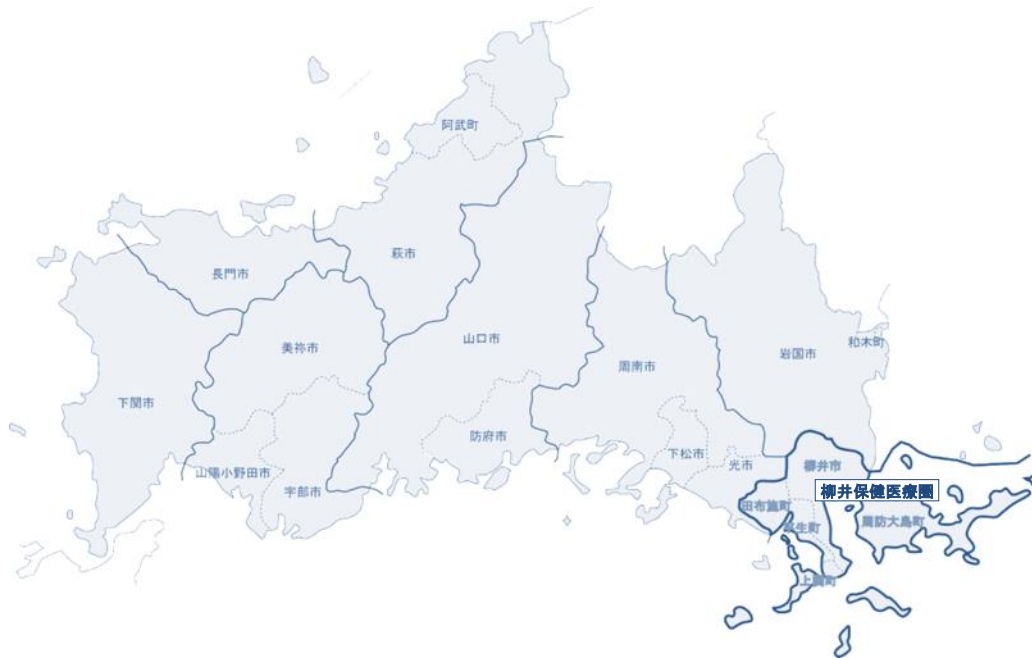 阿武町
萩市
長門市
美祢市
山口市
岩国市
和木町
周南市
下関市
防府市
下松市
光市
山陽小野田市
宇部市
柳井市
柳井保健医療圏
田布施町
周防大島町
平生町
上関町